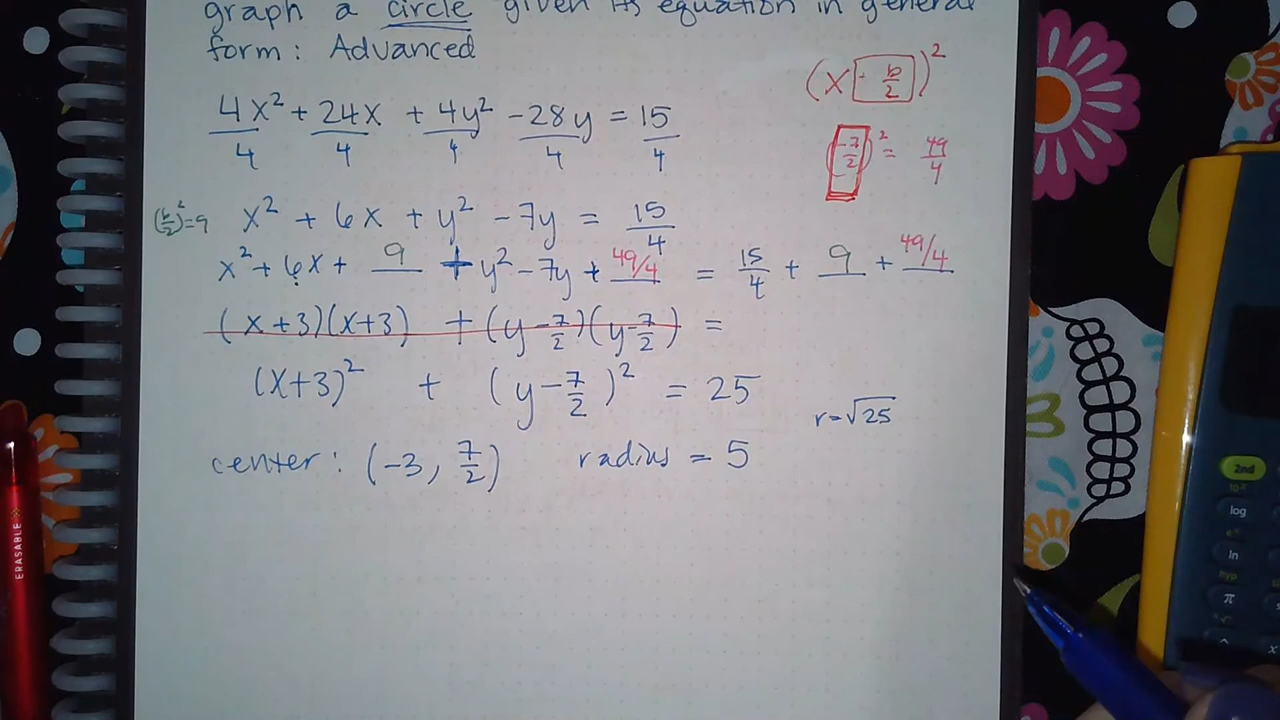 graph a circle given its equation in general
form: Advanced
(x - b/2)²
4x²/4 + 24x/4 + 4y²/4 - 28y/4 = 15/4
(-7/2)² = 49/4
(6/2)²=9 x² + 6x + y² - 7y = 15/4
x² + 6x + 9 + y² - 7y + 49/4 = 15/4 + 9 + 49/4
(x+3)(x+3) + (y-7/2)(y-7/2) =
(x+3)² + (y-7/2)² = 25
r=√25
center: (-3, 7/2) radius = 5
ERASABLE
2nd
log
ln
hyp
π
^
x